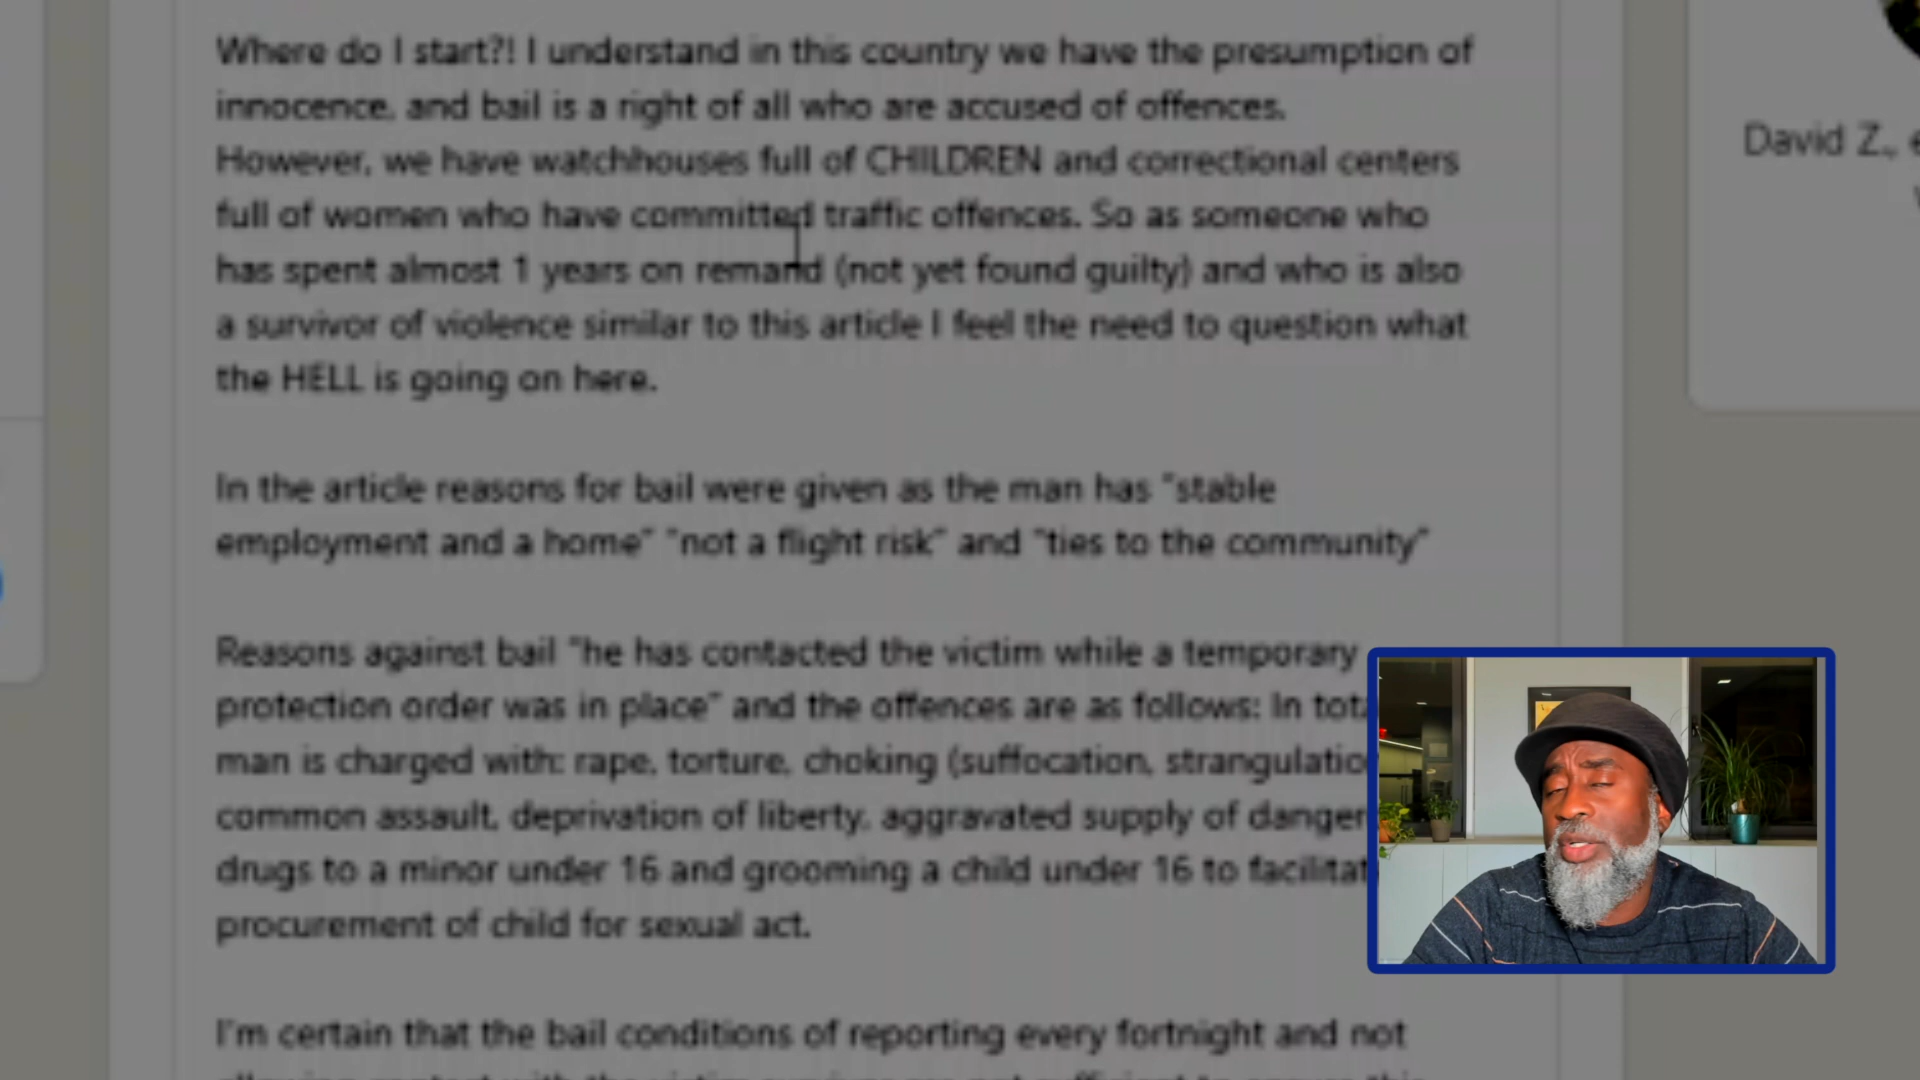 Where do I start?! I understand in this country we have the presumption of
innocence, and bail is a right of all who are accused of offences.
However, we have watchhouses full of CHILDREN and correctional centers
full of women who have committed traffic offences. So as someone who
has spent almost 1 years on remand (not yet found guilty) and who is also
a survivor of violence similar to this article I feel the need to question what
the HELL is going on here.
In the article reasons for bail were given as the man has "stable
employment and a home" "not a flight risk" and "ties to the community"
Reasons against bail "he has contacted the victim while a temporary
protection order was in place" and the offences are as follows: In tota
man is charged with: rape, torture, choking (suffocation, strangulatio
common assault, deprivation of liberty, aggravated supply of danger
drugs to a minor under 16 and grooming a child under 16 to facilitat
procurement of child for sexual act.
I'm certain that the bail conditions of reporting every fortnight and not
David Z., e